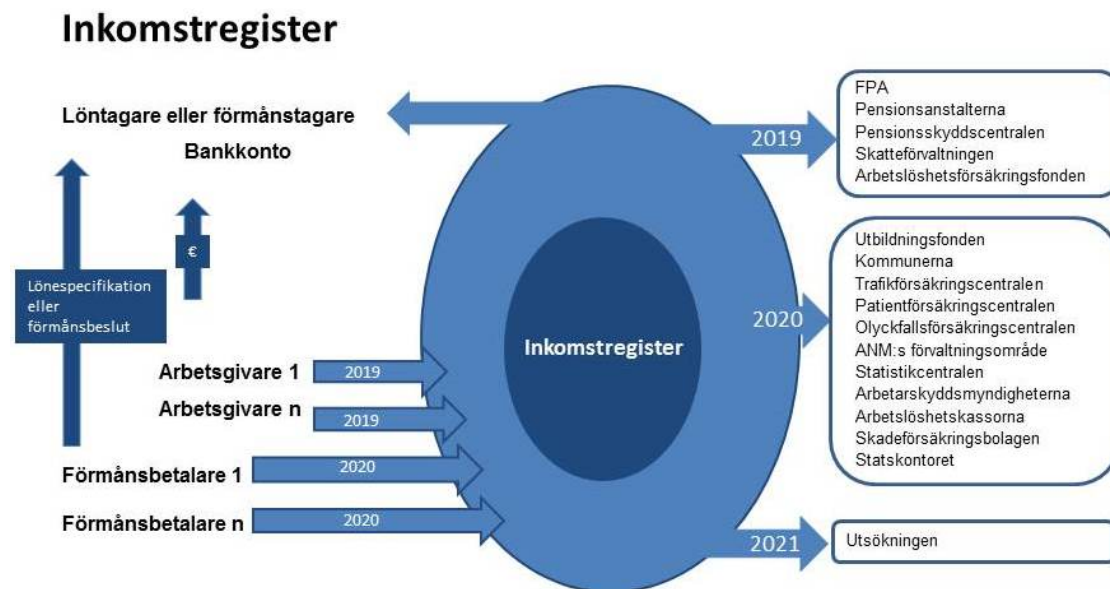 Inkomstregister
Löntagare eller förmånstagare
Bankkonto
€
Lönespecifikation
eller
förmånsbeslut
Arbetsgivare 1
2019
Arbetsgivare n
2019
Förmånsbetalare 1
2020
Förmånsbetalare n
2020
Inkomstregister
2019
FPA
Pensionsanstalterna
Pensionsskyddscentralen
Skatteförvaltningen
Arbetslöshetsförsäkringsfonden
2020
Utbildningsfonden
Kommunerna
Trafikförsäkringscentralen
Patientförsäkringscentralen
Olyckfallsförsäkringscentralen
ANM:s förvaltningsområde
Statistikcentralen
Arbetarskyddsmyndigheterna
Arbetslöshetskassorna
Skadeförsäkringsbolagen
Statskontoret
2021
Utsökningen